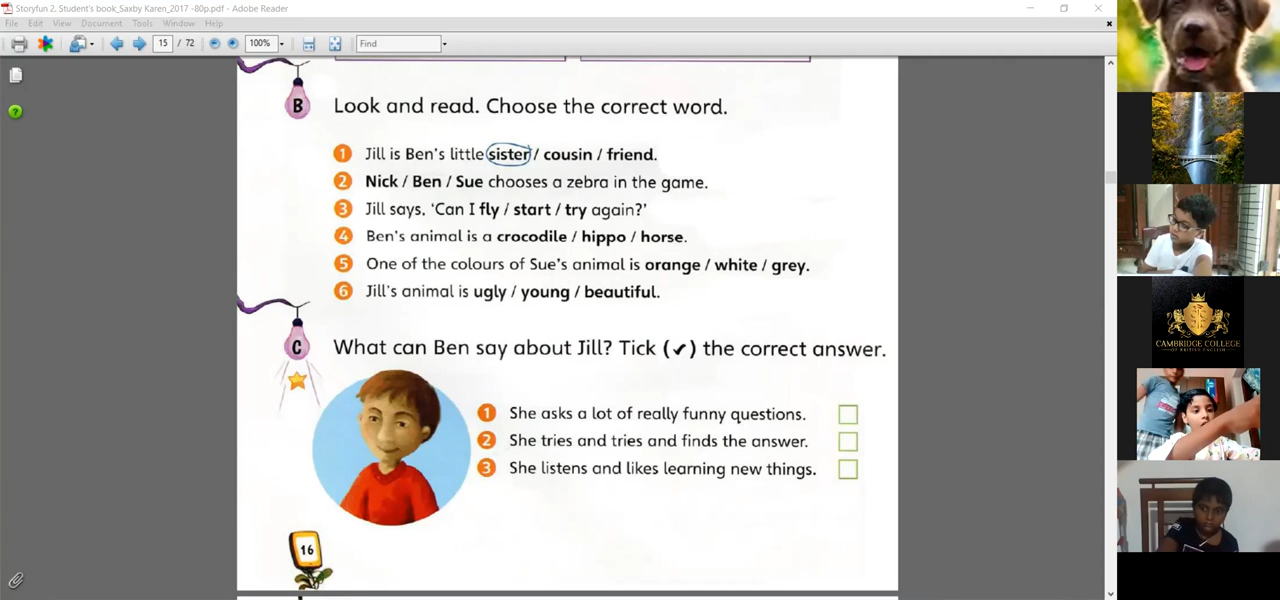 Storyfun 2. Student's book_Saxby Karen_2017 -80p.pdf - Adobe Reader
File Edit View Document Tools Window Help
15 / 72 100% Find
B Look and read. Choose the correct word.
1 Jill is Ben's little sister / cousin / friend.
2 Nick / Ben / Sue chooses a zebra in the game.
3 Jill says, 'Can I fly / start / try again?'
4 Ben's animal is a crocodile / hippo / horse.
5 One of the colours of Sue's animal is orange / white / grey.
6 Jill's animal is ugly / young / beautiful.
C What can Ben say about Jill? Tick (✔) the correct answer.
1 She asks a lot of really funny questions.
2 She tries and tries and finds the answer.
3 She listens and likes learning new things.
16
CAMBRIDGE COLLEGE
OF BRITISH ENGLISH